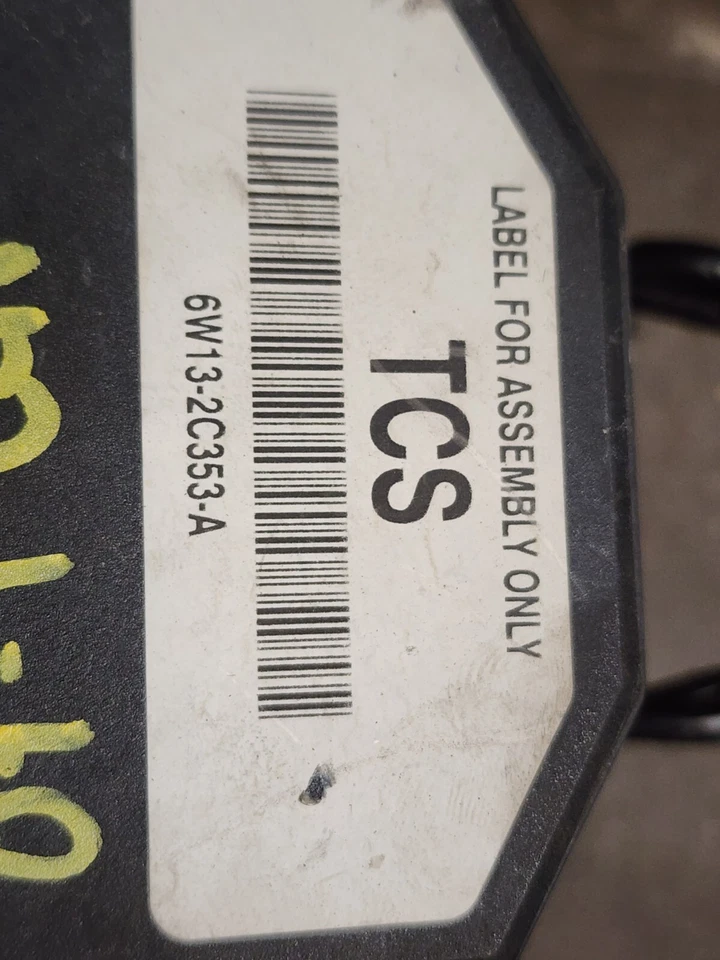 LABEL FOR ASSEMBLY ONLY
TCS
6W13-2C353-A